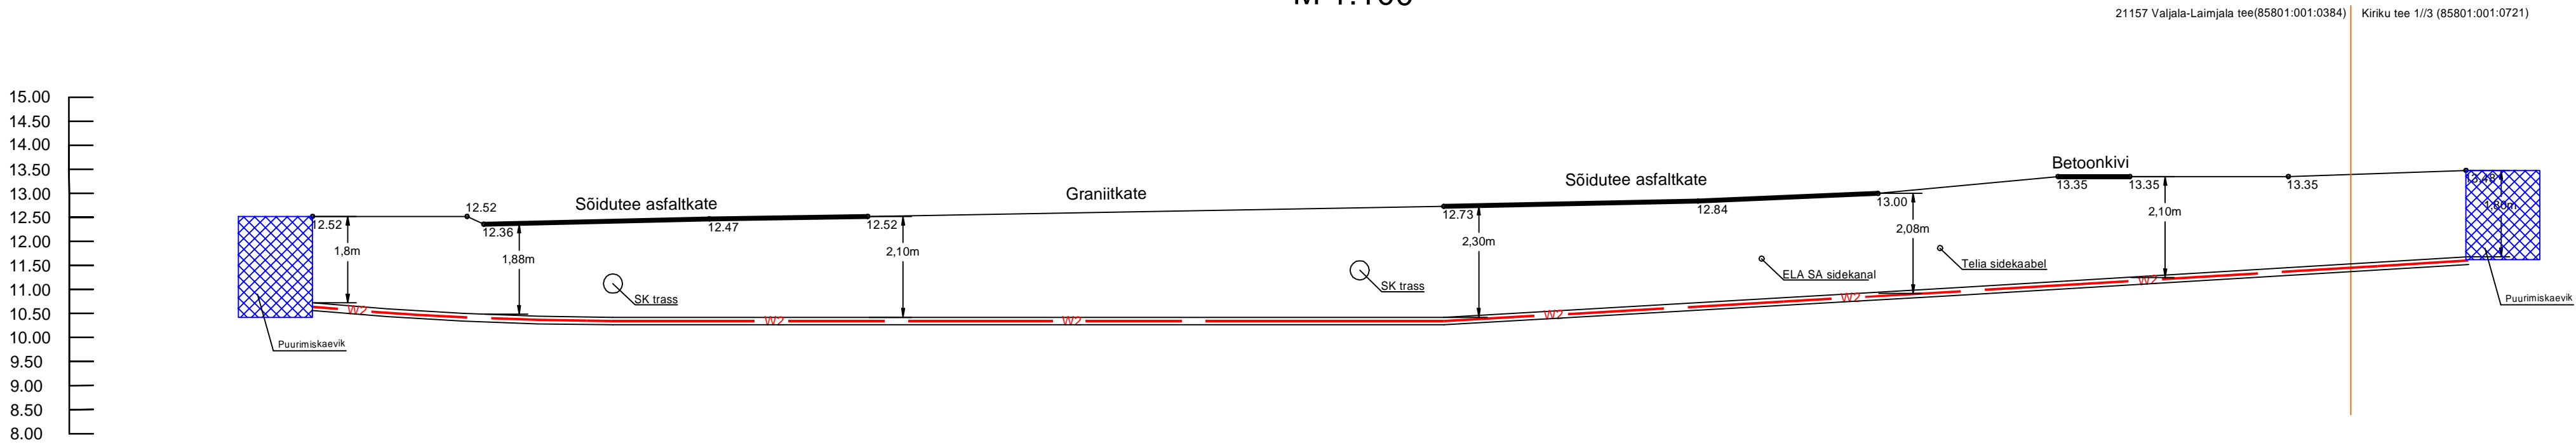 M 1:100
21157 Valjala-Laimjala tee(85801:001:0384)
Kiriku tee 1//3 (85801:001:0721)
15.00
14.50
14.00
13.50
13.00
12.50
12.00
11.50
11.00
10.50
10.00
9.50
9.00
8.50
8.00
12.52
12.52
12.36
Sõidutee asfaltkate
12.47
12.52
Graniitkate
12.73
Sõidutee asfaltkate
12.84
13.00
Betoonkivi
13.35
13.35
13.35
13.48
1,8m
1,88m
2,10m
2,30m
2,08m
2,10m
1,80m
SK trass
SK trass
ELA SA sidekanal
Telia sidekaabel
W2
W2
W2
W2
W2
W2
Puurimiskaevik
Puurimiskaevik